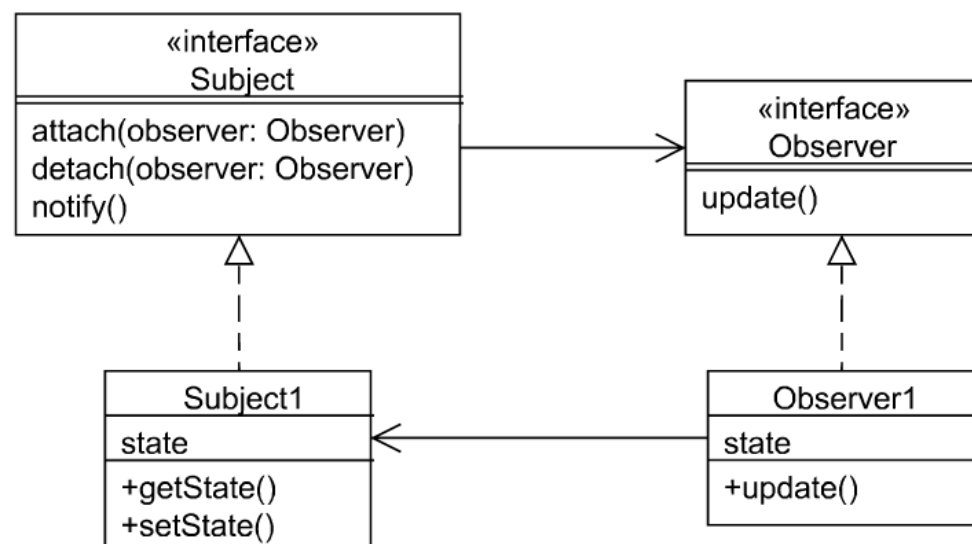 «interface»
Subject
attach(observer: Observer)
detach(observer: Observer)
notify()
«interface»
Observer
update()
Subject1
state
+getState()
+setState()
Observer1
state
+update()